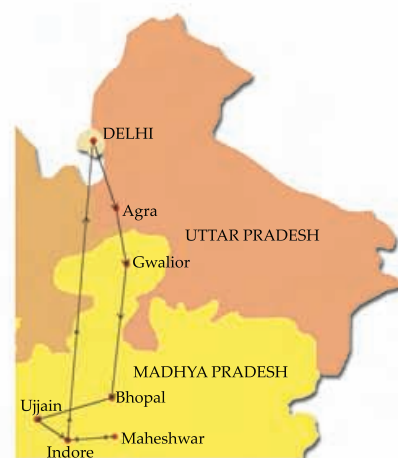 DELHI
Agra
UTTAR PRADESH
Gwalior
MADHYA PRADESH
Bhopal
Ujjain
Maheshwar
Indore